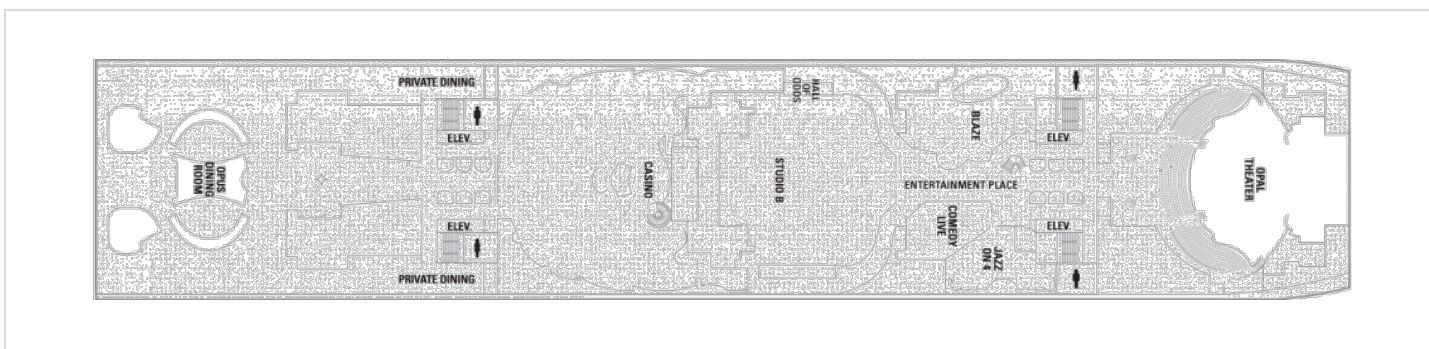 PRIVATE DINING
ELEV.
OPUS
DINING
ROOM
ELEV.
PRIVATE DINING
CASINO
STUDIO B
HALL
OF
ODDS
BLAZE
ENTERTAINMENT PLACE
COMEDY
LIVE
JAZZ
ON 4
ELEV.
ELEV.
OPAL
THEATER